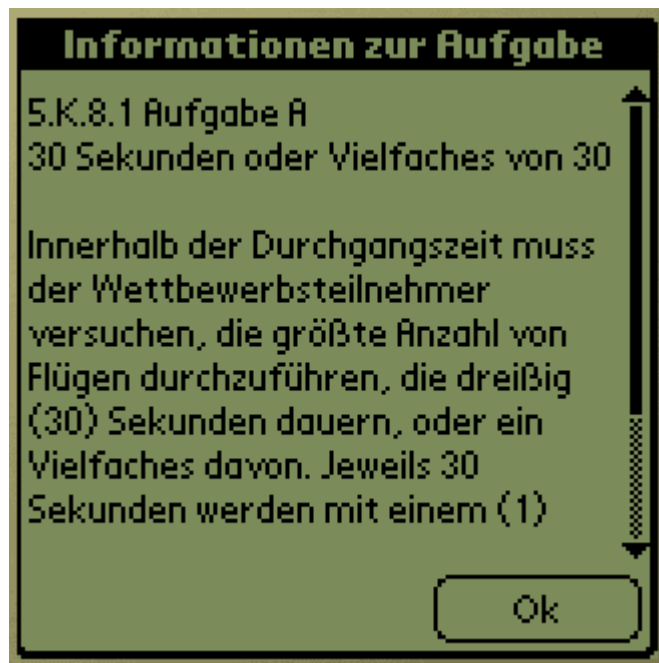 Informationen zur Aufgabe
5.K.8.1 Aufgabe A
30 Sekunden oder Vielfaches von 30
Innerhalb der Durchgangszeit muss
der Wettbewerbsteilnehmer
versuchen, die größte Anzahl von
Flügen durchzuführen, die dreißig
(30) Sekunden dauern, oder ein
Vielfaches davon. Jeweils 30
Sekunden werden mit einem (1)
Ok